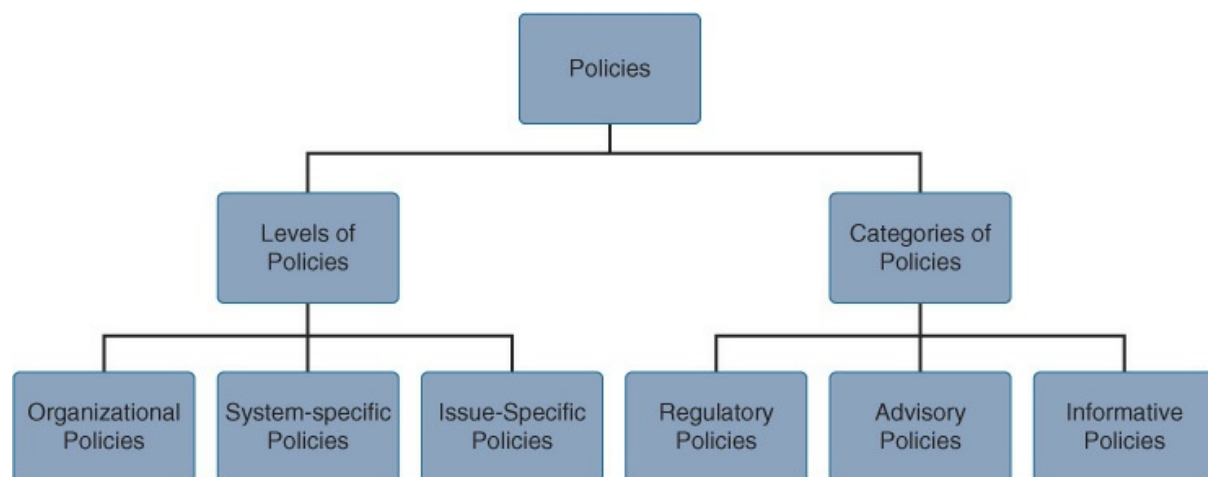 Policies
Levels of
Policies
Categories of
Policies
Organizational
Policies
System-specific
Policies
Issue-Specific
Policies
Regulatory
Policies
Advisory
Policies
Informative
Policies